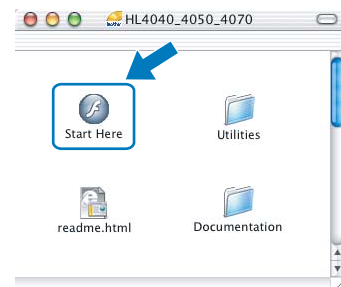 HL4040_4050_4070
Start Here
Utilities
readme.html
Documentation